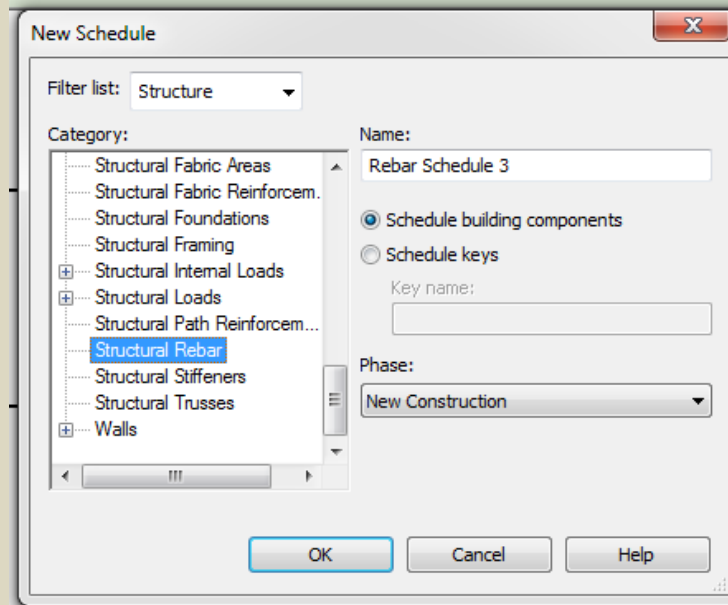 New Schedule
Filter list:
Structure
Category:
Structural Fabric Areas
Structural Fabric Reinforcem.
Structural Foundations
Structural Framing
Structural Internal Loads
Structural Loads
Structural Path Reinforcem...
Structural Rebar
Structural Stiffeners
Structural Trusses
Walls
Name:
Rebar Schedule 3
Schedule building components
Schedule keys
Key name:
Phase:
New Construction
OK
Cancel
Help